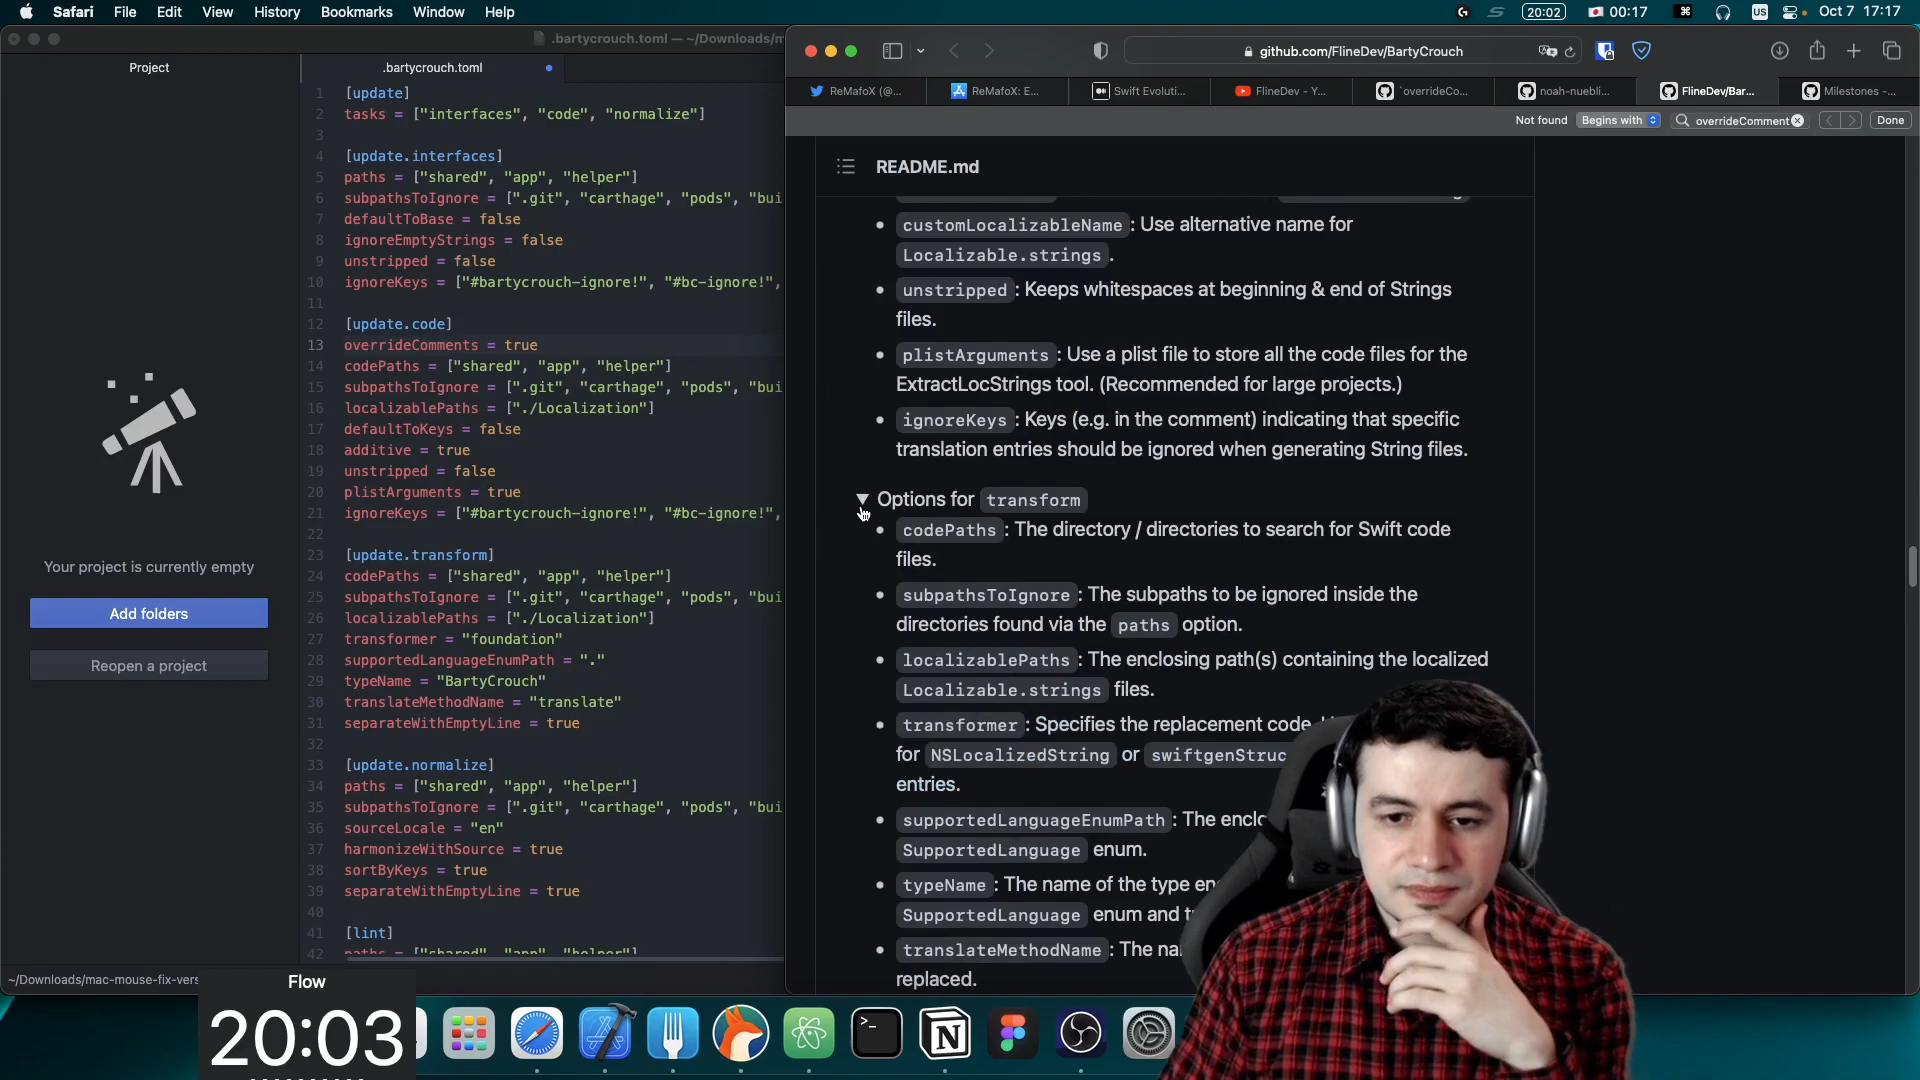 Safari File Edit View History Bookmarks Window Help
20:02 00:17 US Oct 7 17:17
.bartycrouch.toml — ~/Downloads/m
Project
.bartycrouch.toml
1 [update]
2 tasks = ["interfaces", "code", "normalize"]
3
4 [update.interfaces]
5 paths = ["shared", "app", "helper"]
6 subpathsToIgnore = [".git", "carthage", "pods", "bui
7 defaultToBase = false
8 ignoreEmptyStrings = false
9 unstripped = false
10 ignoreKeys = ["#bartycrouch-ignore!", "#bc-ignore!",
11
12 [update.code]
13 overrideComments = true
14 codePaths = ["shared", "app", "helper"]
15 subpathsToIgnore = [".git", "carthage", "pods", "bui
16 localizablePaths = ["./Localization"]
17 defaultToKeys = false
18 additive = true
19 unstripped = false
20 plistArguments = true
21 ignoreKeys = ["#bartycrouch-ignore!", "#bc-ignore!",
22
23 [update.transform]
24 codePaths = ["shared", "app", "helper"]
25 subpathsToIgnore = [".git", "carthage", "pods", "bui
26 localizablePaths = ["./Localization"]
27 transformer = "foundation"
28 supportedLanguageEnumPath = "."
29 typeName = "BartyCrouch"
30 translateMethodName = "translate"
31 separateWithEmptyLine = true
32
33 [update.normalize]
34 paths = ["shared", "app", "helper"]
35 subpathsToIgnore = [".git", "carthage", "pods", "bui
36 sourceLocale = "en"
37 harmonizeWithSource = true
38 sortByKeys = true
39 separateWithEmptyLine = true
40
41 [lint]
42 paths = ["shared", "app", "helper"]
Your project is currently empty
Add folders
Reopen a project
~/Downloads/mac-mouse-fix-vers
Flow
20:03
github.com/FlineDev/BartyCrouch
ReMafoX (@... ReMafoX: E... Swift Evoluti... FlineDev - Y... `overrideCo... noah-nuebli... FlineDev/Bar... Milestones -...
Not found Begins with overrideComment Done
README.md
customLocalizableName : Use alternative name for
Localizable.strings .
unstripped : Keeps whitespaces at beginning & end of Strings
files.
plistArguments : Use a plist file to store all the code files for the
ExtractLocStrings tool. (Recommended for large projects.)
ignoreKeys : Keys (e.g. in the comment) indicating that specific
translation entries should be ignored when generating String files.
Options for transform
codePaths : The directory / directories to search for Swift code
files.
subpathsToIgnore : The subpaths to be ignored inside the
directories found via the paths option.
localizablePaths : The enclosing path(s) containing the localized
Localizable.strings files.
transformer : Specifies the replacement code.
for NSLocalizedString or swiftgenStruc
entries.
supportedLanguageEnumPath : The enclo
SupportedLanguage enum.
typeName : The name of the type en
SupportedLanguage enum and t
translateMethodName : The na
replaced.